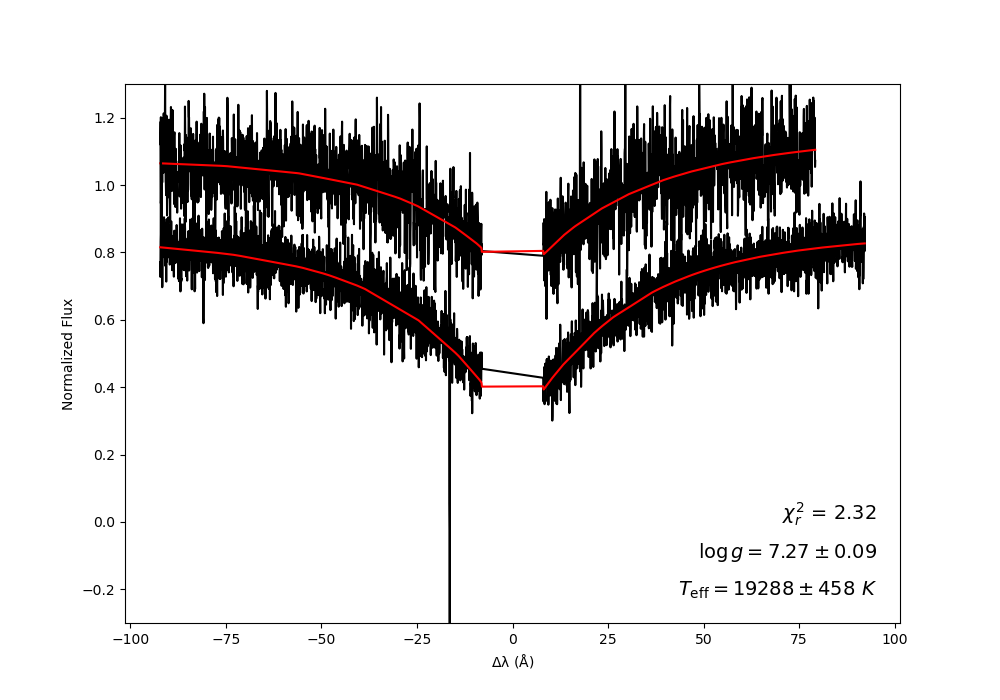 1.2
1.0
0.8
0.6
0.4
0.2
0.0
−0.2
Normalized Flux
χ²ᵣ = 2.32
log g = 7.27 ± 0.09
T_eff = 19288 ± 458 K
−100 −75 −50 −25 0 25 50 75 100
Δλ (Å)